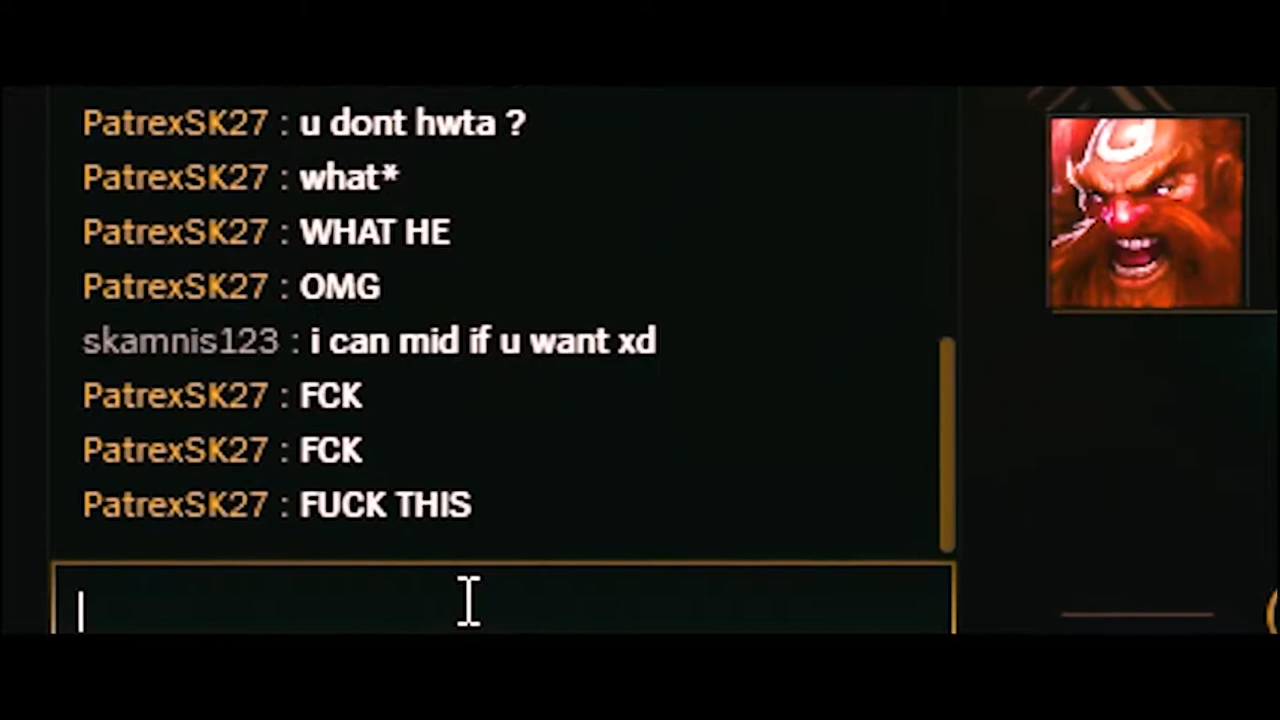 PatrexSK27 : u dont hwta ?
PatrexSK27 : what*
PatrexSK27 : WHAT HE
PatrexSK27 : OMG
skamnis123 : i can mid if u want xd
PatrexSK27 : FCK
PatrexSK27 : FCK
PatrexSK27 : FUCK THIS